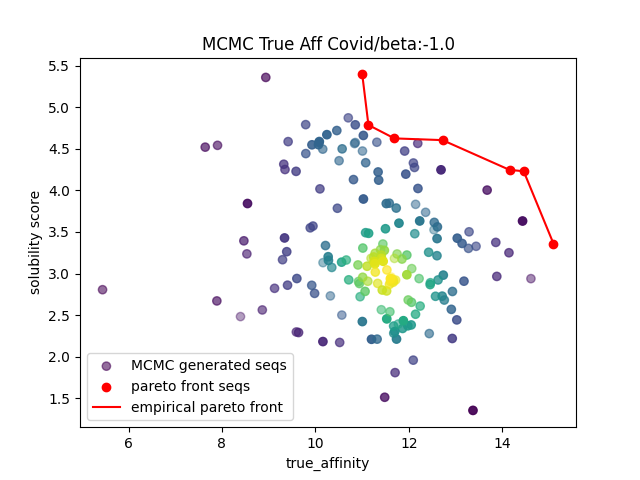 MCMC True Aff Covid/beta:-1.0
5.5
5.0
4.5
4.0
3.5
3.0
2.5
2.0
1.5
solubility score
MCMC generated seqs
pareto front seqs
empirical pareto front
6 8 10 12 14
true_affinity